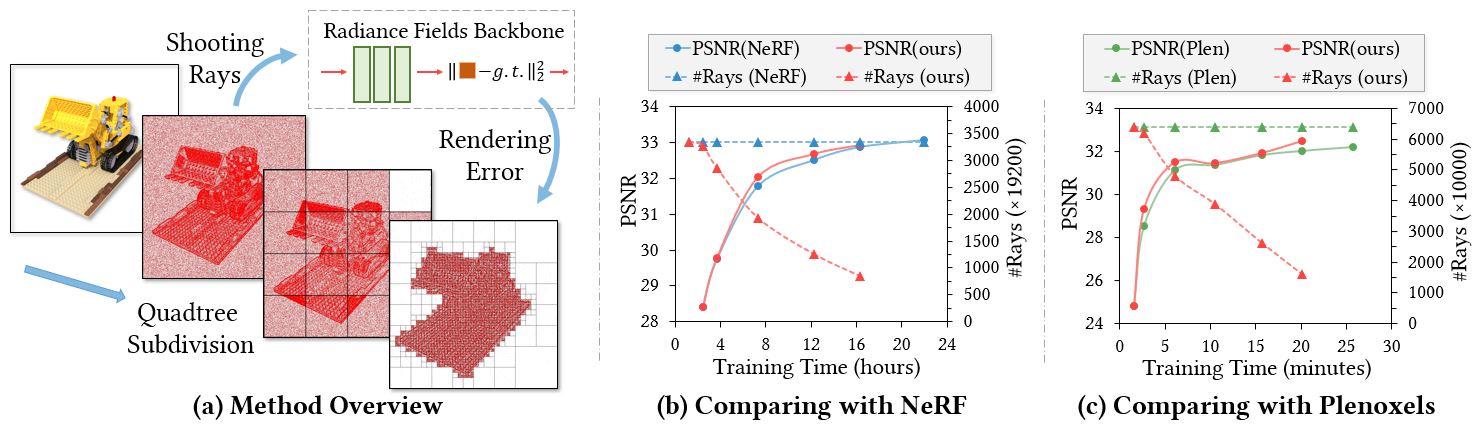 Shooting
Rays
Radiance Fields Backbone
‖ −g.t.‖₂²
Rendering
Error
Quadtree
Subdivision
(a) Method Overview
PSNR(NeRF) PSNR(ours)
#Rays (NeRF) #Rays (ours)
34
33
32
31
30
29
28
PSNR
4000
3500
3000
2500
2000
1500
1000
500
0
#Rays (×19200)
0 4 8 12 16 20 24
Training Time (hours)
(b) Comparing with NeRF
PSNR(Plen) PSNR(ours)
#Rays (Plen) #Rays (ours)
34
32
30
28
26
24
PSNR
7000
6000
5000
4000
3000
2000
1000
0
#Rays (×10000)
0 5 10 15 20 25 30
Training Time (minutes)
(c) Comparing with Plenoxels